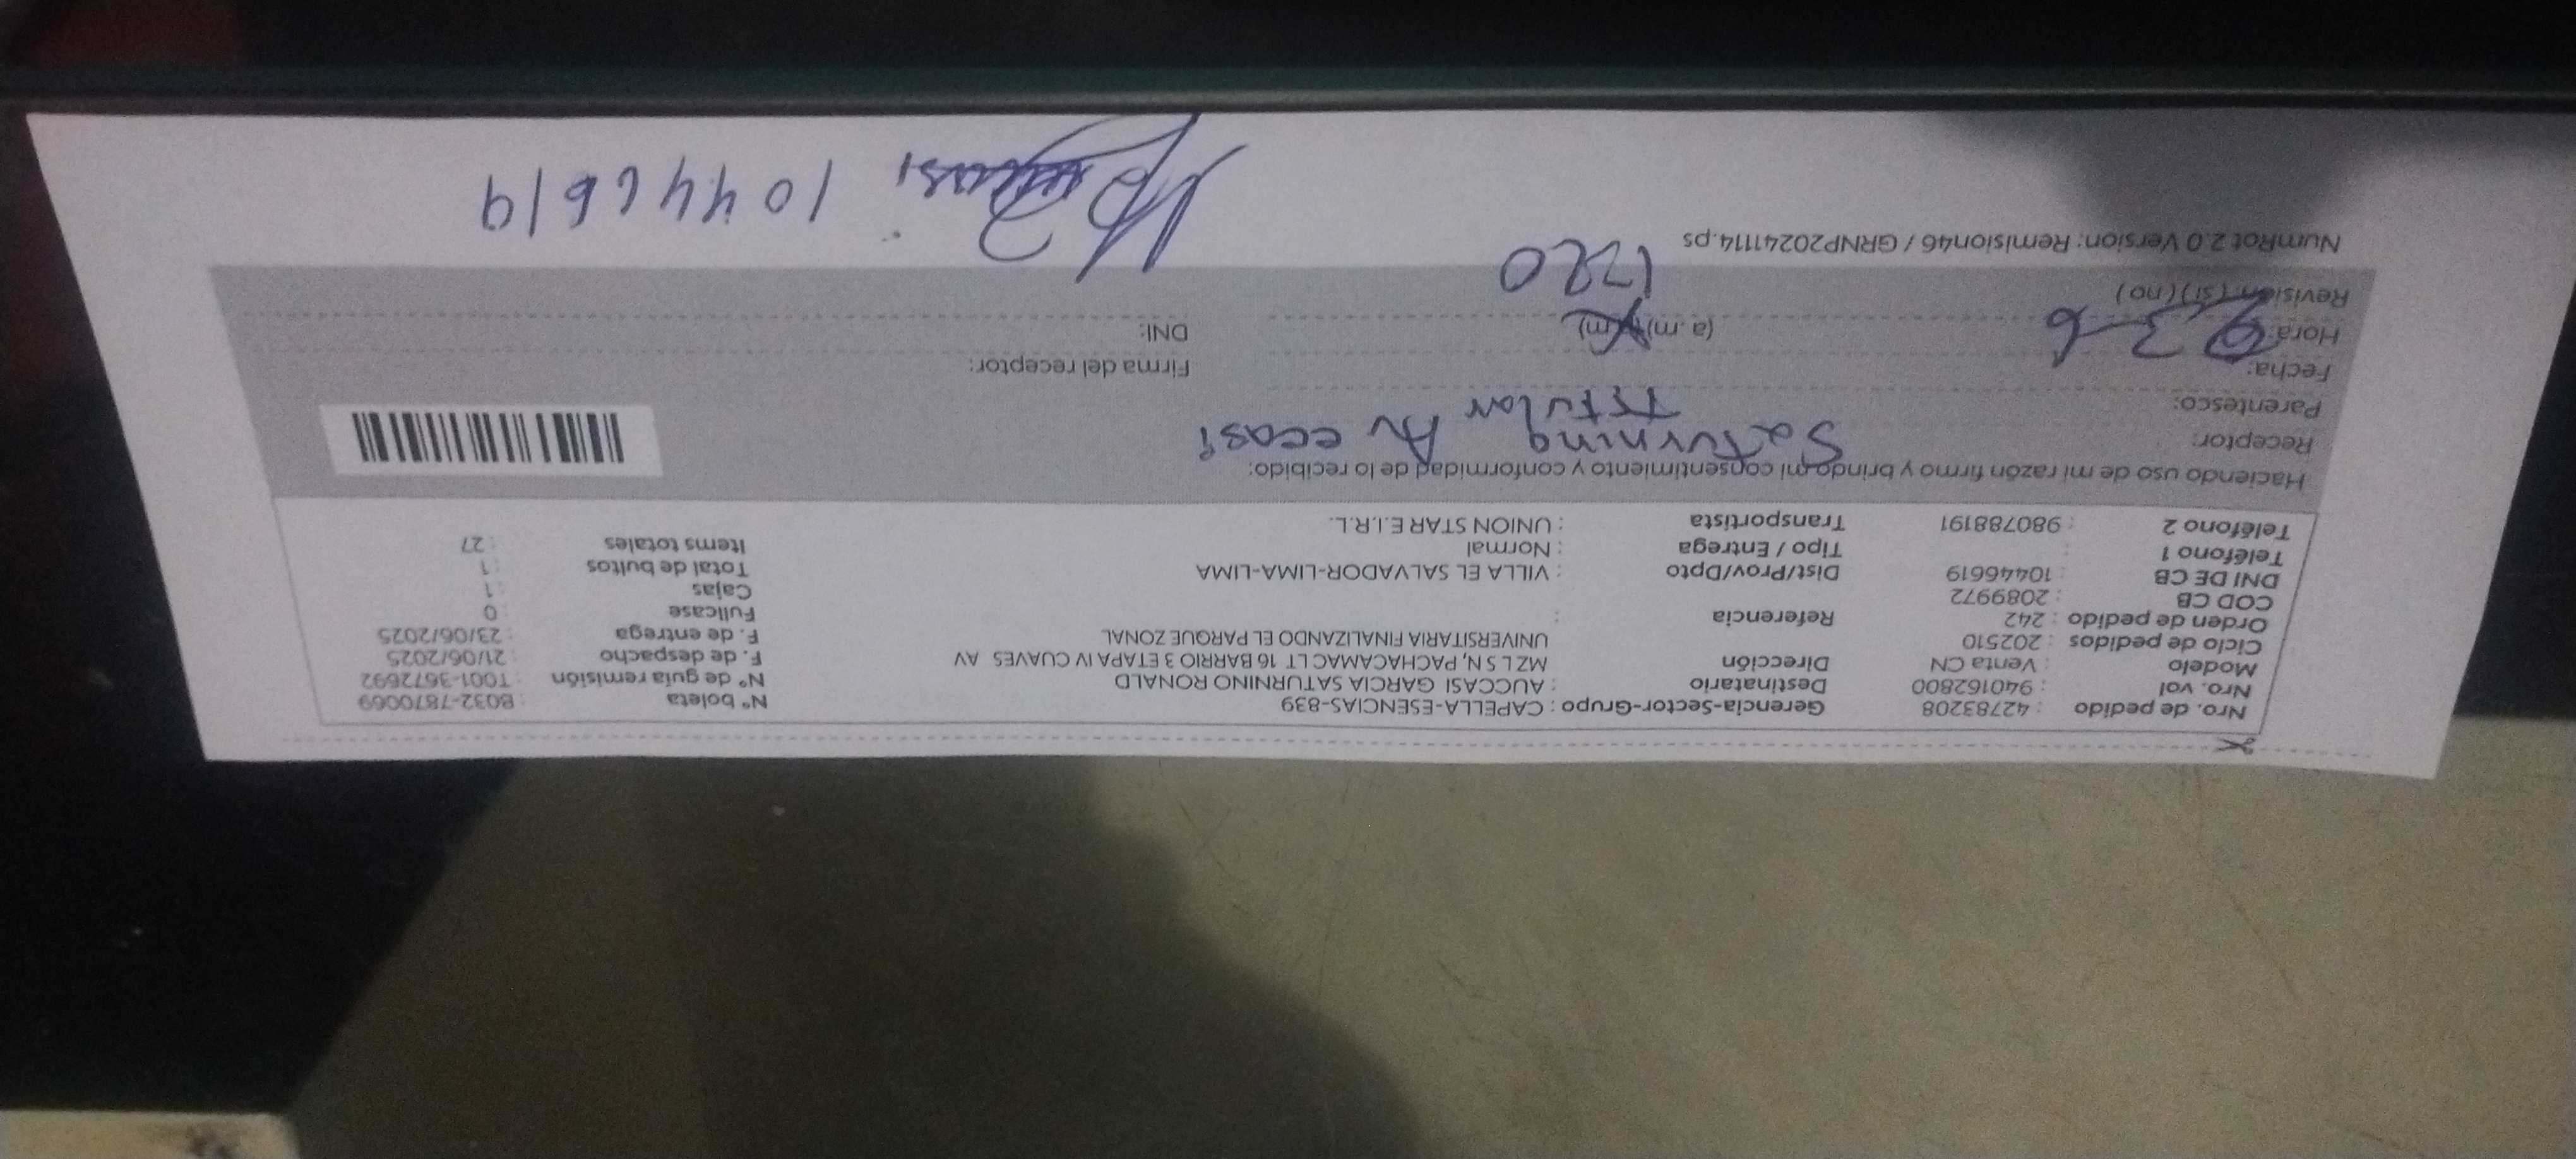 Nro. de pedido : 42783208 Gerencia-Sector-Grupo : CAPELLA-ESENCIAS-839 N° boleta : B032-7870069
Nro. vol : 940162800 Destinatario : AUCCASI GARCIA SATURNINO RONALD N° de guía remisión : T001-3672692
Modelo : Venta CN Dirección MZ L S N, PACHACAMAC LT 16 BARRIO 3 ETAPA IV CUAVES AV F. de despacho : 21/06/2025
Ciclo de pedidos : 202510 UNIVERSITARIA FINALIZANDO EL PARQUE ZONAL F. de entrega : 23/06/2025
Orden de pedido : 242 Referencia : Fullcase : 0
COD CB : 2089972 Cajas : 1
DNI DE CB : 10446619 Dist/Prov/Dpto : VILLA EL SALVADOR-LIMA-LIMA Total de bultos : 1
Teléfono 1 : Tipo / Entrega : Normal Items totales : 27
Teléfono 2 : 980788191 Transportista : UNION STAR E.I.R.L.
Haciendo uso de mi razón firmo y brindo mi consentimiento y conformidad de lo recibido:
Receptor: Saturnino Auccasi
Parentesco: Titular
Fecha: 23-6 Firma del receptor:
Hora: (a. m) (p. m) DNI:
Revisión (si) (no) 1720
NumRot 2.0 Version: Remision46 / GRNP20241114.ps
10446619